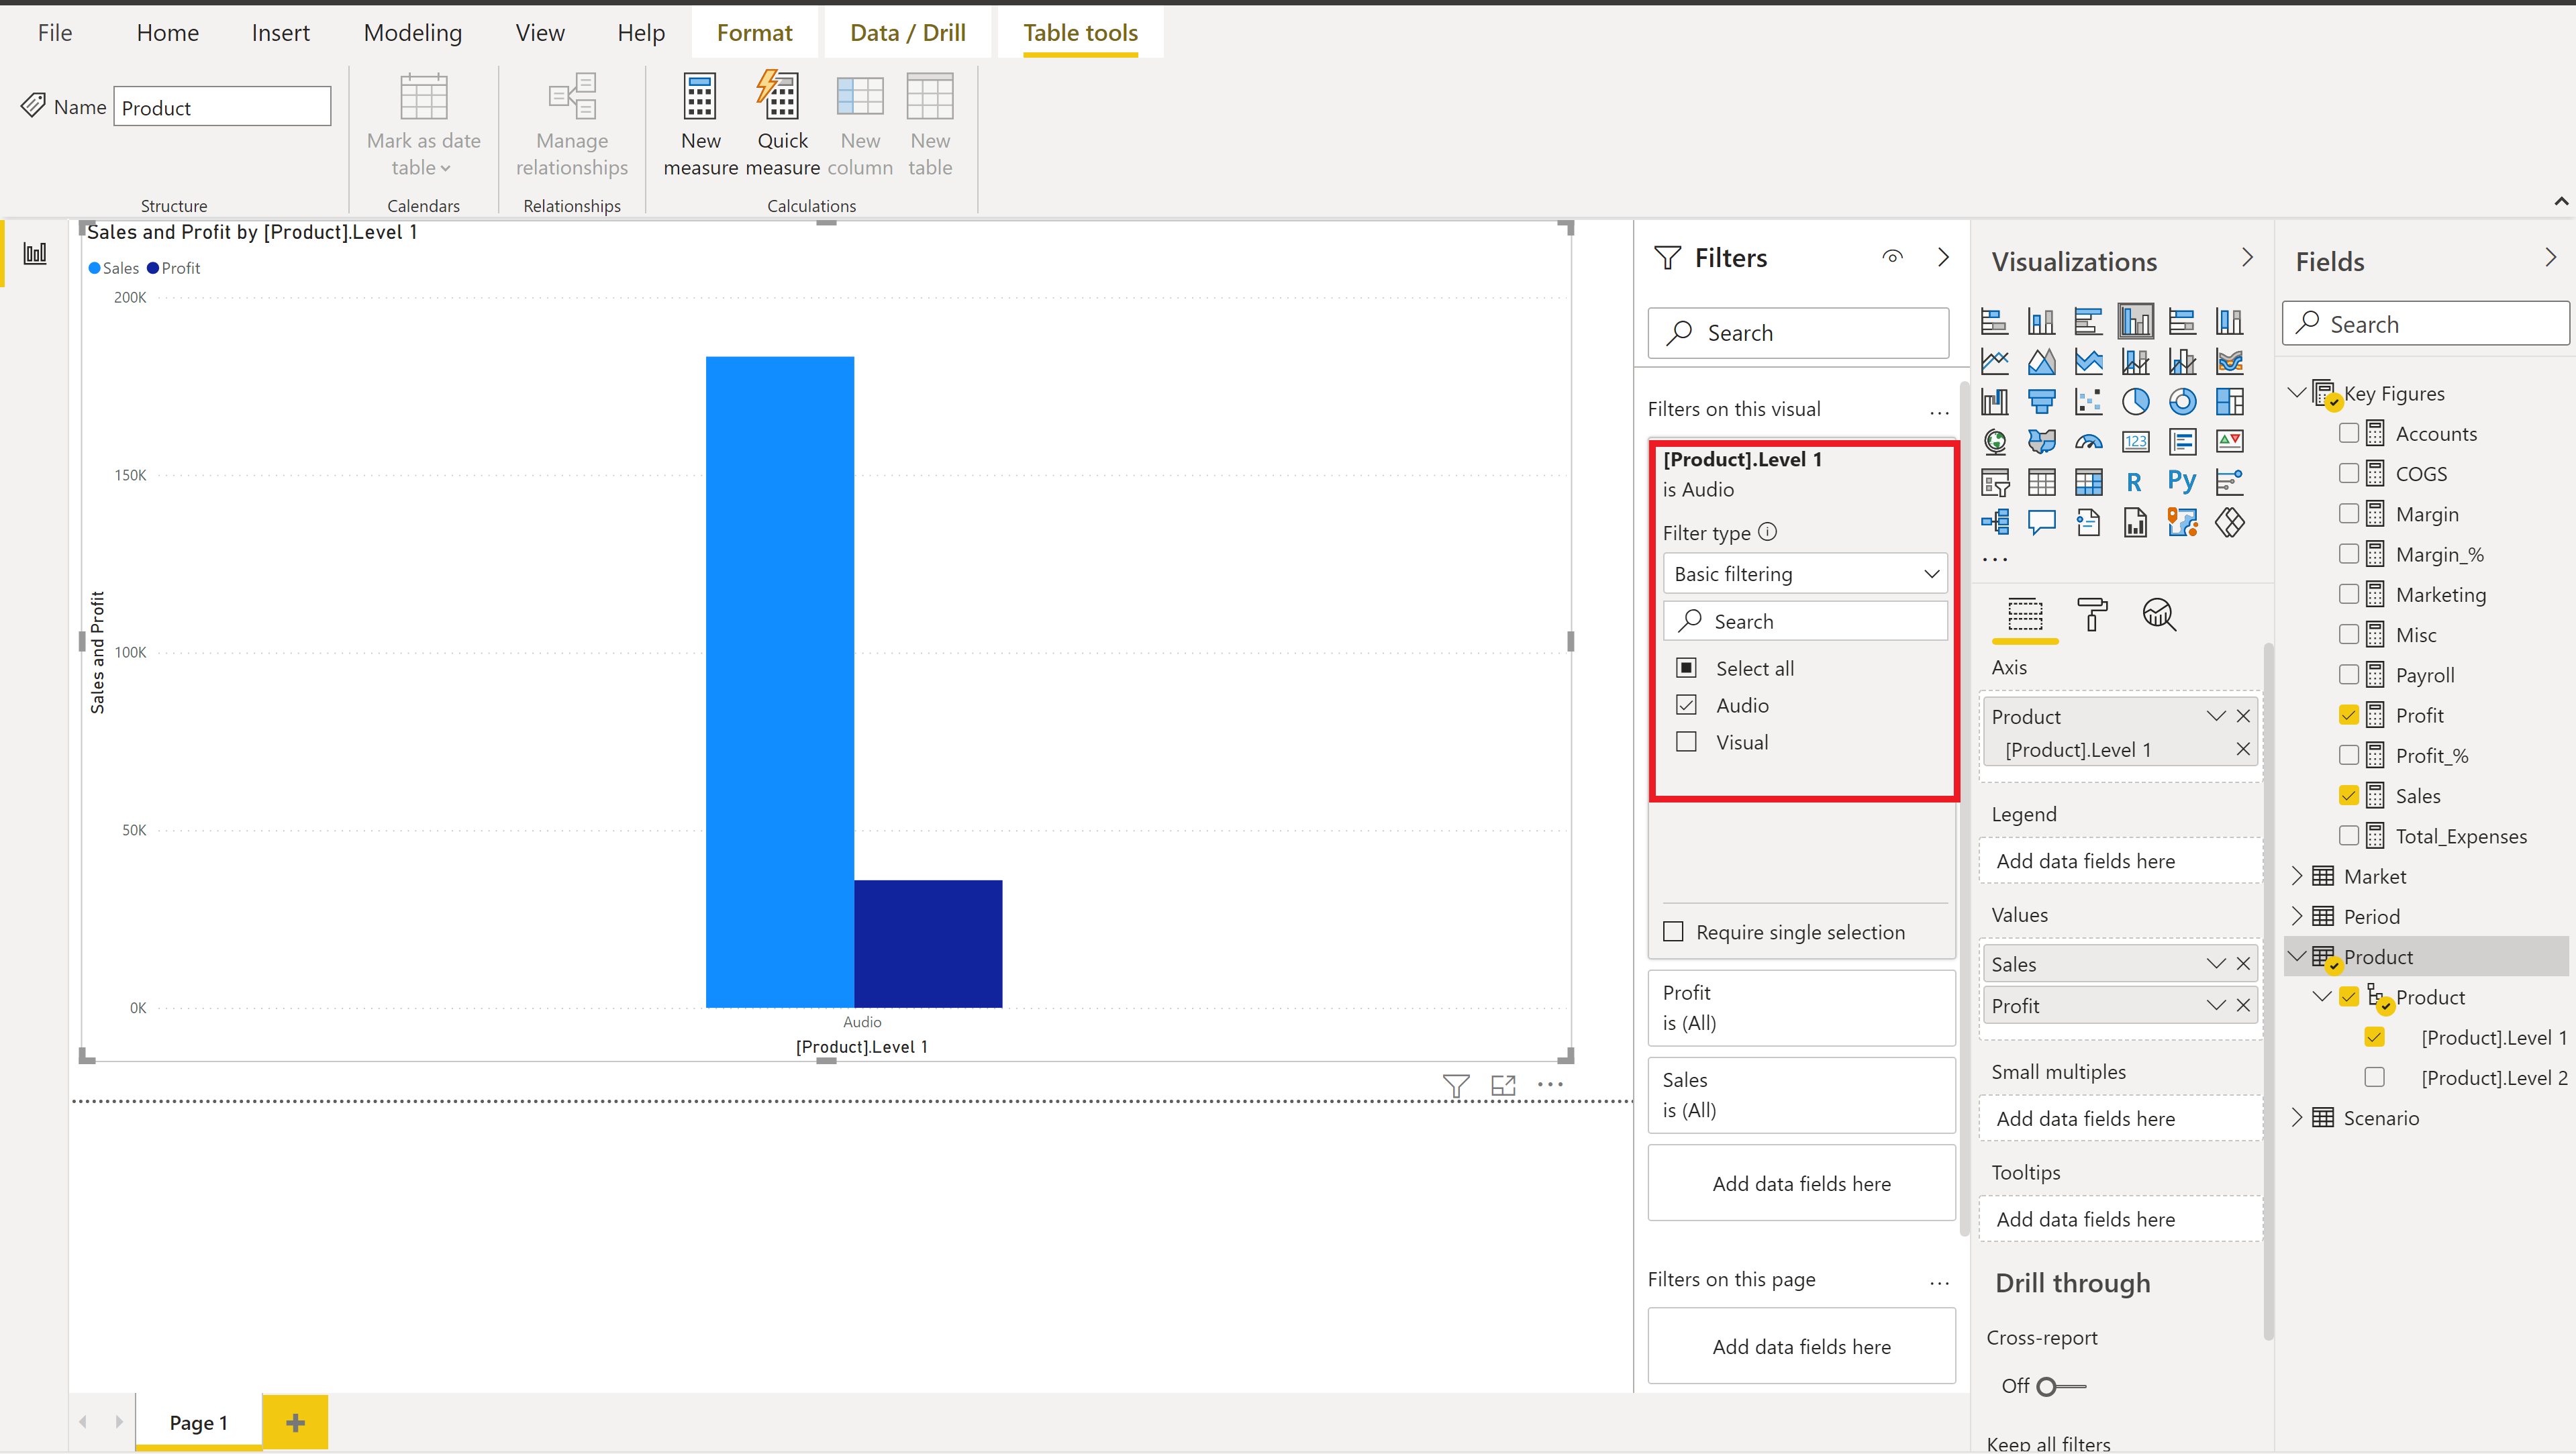 File Home Insert Modeling View Help Format Data / Drill Table tools
Name Product
Mark as date
table
Manage
relationships
New
measure
Quick
measure
New
column
New
table
Structure Calendars Relationships Calculations
Sales and Profit by [Product].Level 1
Sales Profit
200K
150K
100K
50K
0K
Sales and Profit
Audio
[Product].Level 1
Page 1
Filters
Search
Filters on this visual ...
[Product].Level 1
is Audio
Filter type
Basic filtering
Search
Select all
Audio
Visual
Require single selection
Profit
is (All)
Sales
is (All)
Add data fields here
Filters on this page ...
Add data fields here
Visualizations
123
R Py
...
Axis
Product
[Product].Level 1
Legend
Add data fields here
Values
Sales
Profit
Small multiples
Add data fields here
Tooltips
Add data fields here
Drill through
Cross-report
Off
Keep all filters
Fields
Search
Key Figures
Accounts
COGS
Margin
Margin_%
Marketing
Misc
Payroll
Profit
Profit_%
Sales
Total_Expenses
Market
Period
Product
Product
[Product].Level 1
[Product].Level 2
Scenario